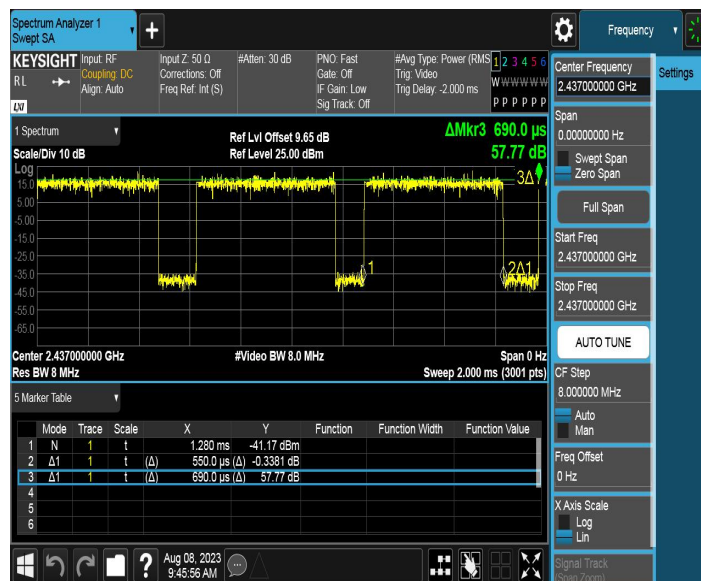 Spectrum Analyzer 1
Swept SA
+
Frequency
KEYSIGHT
RL
LXI
Input: RF
Coupling: DC
Align: Auto
Input Z: 50 Ω
Corrections: Off
Freq Ref: Int (S)
#Atten: 30 dB
PNO: Fast
Gate: Off
IF Gain: Low
Sig Track: Off
#Avg Type: Power (RMS
Trig: Video
Trig Delay: -2.000 ms
1 2 3 4 5 6
W W W W W W
P P P P P P
1 Spectrum
Scale/Div 10 dB
Ref Lvl Offset 9.65 dB
Ref Level 25.00 dBm
ΔMkr3 690.0 µs
57.77 dB
Log
15.0
5.00
-5.00
-15.0
-25.0
-35.0
-45.0
-55.0
-65.0
3Δ1
1
2Δ1
Center 2.437000000 GHz
#Video BW 8.0 MHz
Span 0 Hz
Res BW 8 MHz
Sweep 2.000 ms (3001 pts)
5 Marker Table
Mode Trace Scale X Y Function Function Width Function Value
1 N 1 t 1.280 ms -41.17 dBm
2 Δ1 1 t (Δ) 550.0 µs (Δ) -0.3381 dB
3 Δ1 1 t (Δ) 690.0 µs (Δ) 57.77 dB
4
5
6
Aug 08, 2023
9:45:56 AM
?
Center Frequency
2.437000000 GHz
Settings
Span
0.00000000 Hz
Swept Span
Zero Span
Full Span
Start Freq
2.437000000 GHz
Stop Freq
2.437000000 GHz
AUTO TUNE
CF Step
8.000000 MHz
Auto
Man
Freq Offset
0 Hz
X Axis Scale
Log
Lin
Signal Track
(Span Zoom)